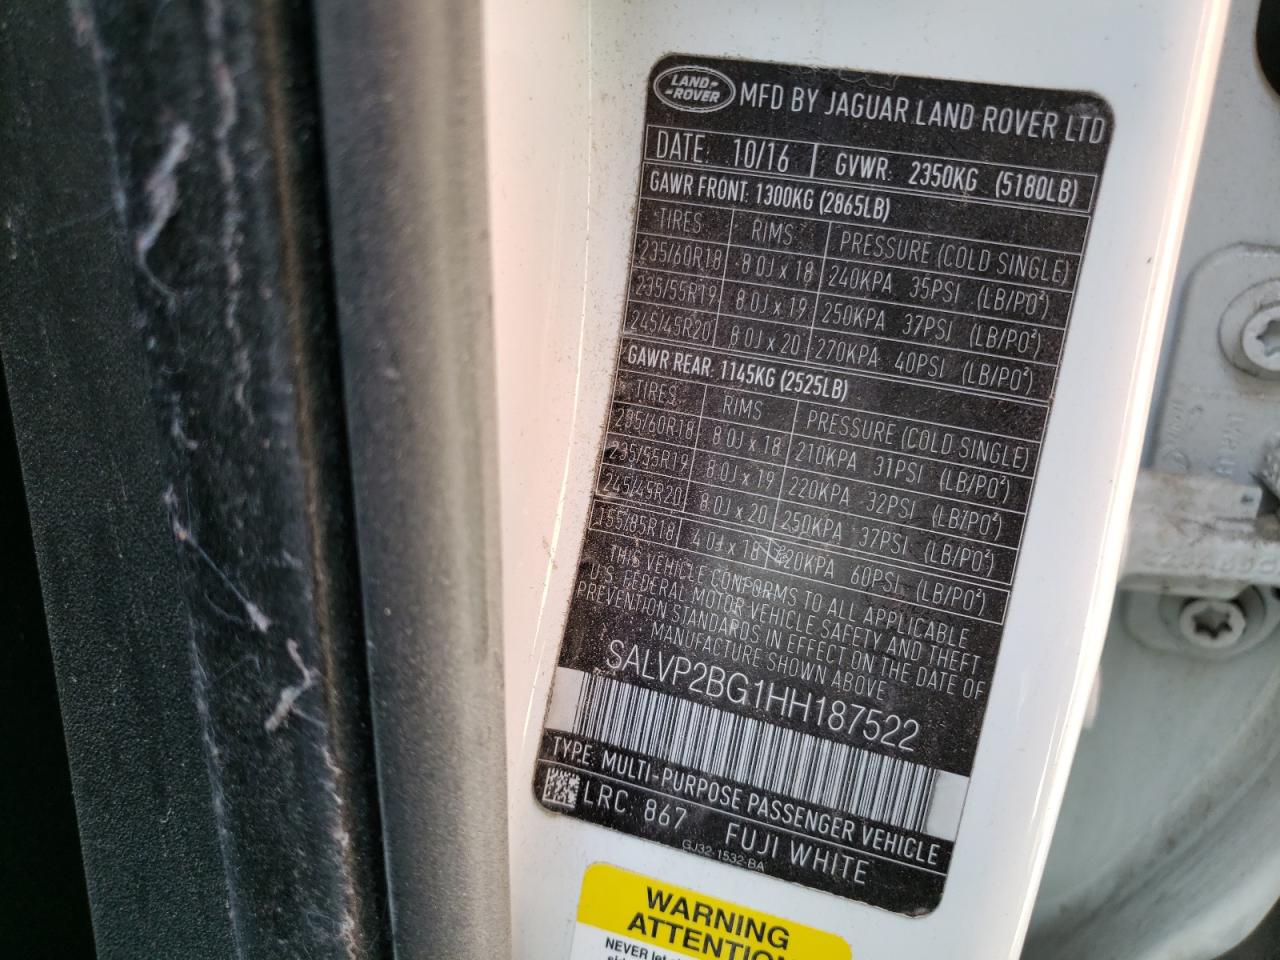 LAND-
-ROVER
MFD BY JAGUAR LAND ROVER LTD
DATE: 10/16 GVWR: 2350KG (5180LB)
GAWR FRONT: 1300KG (2865LB)
TIRES RIMS PRESSURE (COLD SINGLE)
235/60R18 8.0J x 18 240KPA 35PSI (LB/PO²)
235/55R19 8.0J x 19 250KPA 37PSI (LB/PO²)
245/45R20 8.0J x 20 270KPA 40PSI (LB/PO²)
GAWR REAR: 1145KG (2525LB)
TIRES RIMS PRESSURE (COLD SINGLE)
235/60R18 8.0J x 18 210KPA 31PSI (LB/PO²)
235/55R19 8.0J x 19 220KPA 32PSI (LB/PO²)
245/45R20 8.0J x 20 250KPA 37PSI (LB/PO²)
155/85R18 4.0J x 18 420KPA 60PSI (LB/PO²)
THIS VEHICLE CONFORMS TO ALL APPLICABLE
U.S. FEDERAL MOTOR VEHICLE SAFETY AND THEFT
PREVENTION STANDARDS IN EFFECT ON THE DATE OF
MANUFACTURE SHOWN ABOVE
SALVP2BG1HH187522
TYPE: MULTI-PURPOSE PASSENGER VEHICLE
LRC: 867 FUJI WHITE
GJ32-1532-BA
WARNING
ATTENTION
NEVER let